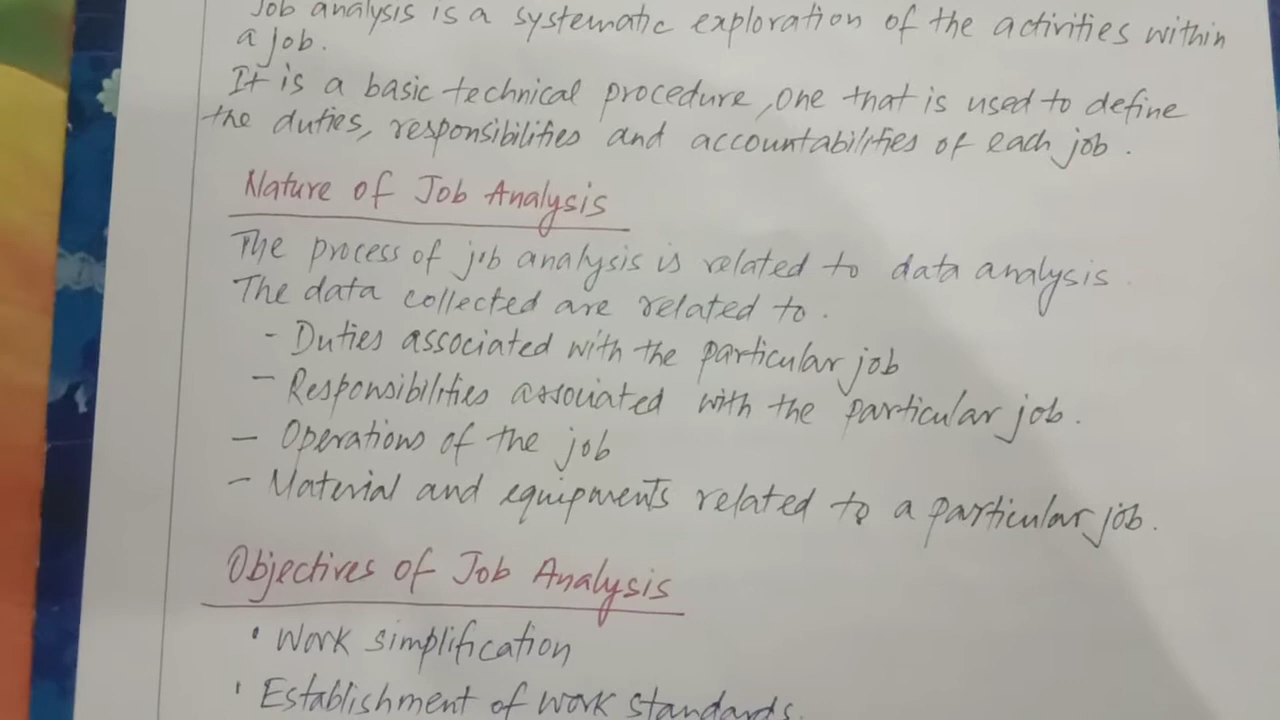 Job analysis is a systematic exploration of the activities within
a job.
It is a basic technical procedure, one that is used to define
the duties, responsibilities and accountabilities of each job.
Nature of Job Analysis
The process of job analysis is related to data analysis.
The data collected are related to.
- Duties associated with the particular job
- Responsibilities associated with the particular job.
- Operations of the job
- Material and equipments related to a particular job.
Objectives of Job Analysis
• Work simplification
• Establishment of work standards.